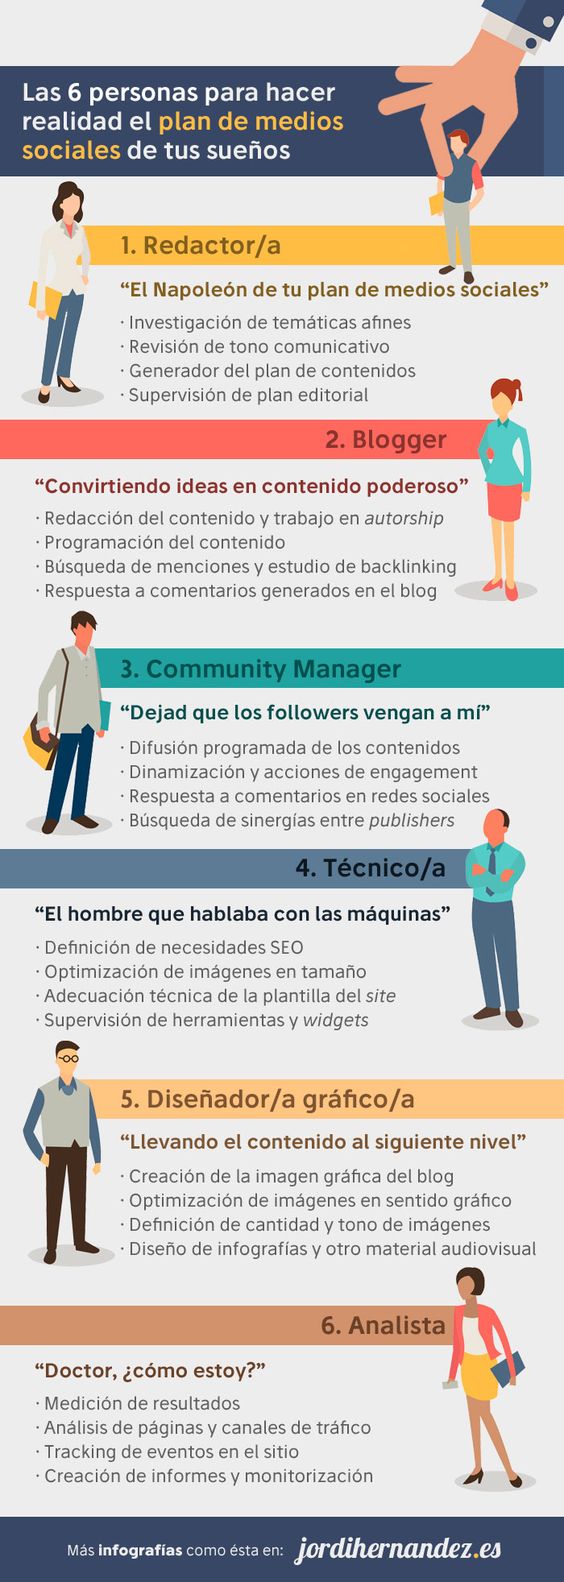 Las 6 personas para hacer
realidad el plan de medios
sociales de tus sueños
1. Redactor/a
“El Napoleón de tu plan de medios sociales”
· Investigación de temáticas afines
· Revisión de tono comunicativo
· Generador del plan de contenidos
· Supervisión de plan editorial
2. Blogger
“Convirtiendo ideas en contenido poderoso”
· Redacción del contenido y trabajo en autorship
· Programación del contenido
· Búsqueda de menciones y estudio de backlinking
· Respuesta a comentarios generados en el blog
3. Community Manager
“Dejad que los followers vengan a mí”
· Difusión programada de los contenidos
· Dinamización y acciones de engagement
· Respuesta a comentarios en redes sociales
· Búsqueda de sinergías entre publishers
4. Técnico/a
“El hombre que hablaba con las máquinas”
· Definición de necesidades SEO
· Optimización de imágenes en tamaño
· Adecuación técnica de la plantilla del site
· Supervisión de herramientas y widgets
5. Diseñador/a gráfico/a
“Llevando el contenido al siguiente nivel”
· Creación de la imagen gráfica del blog
· Optimización de imágenes en sentido gráfico
· Definición de cantidad y tono de imágenes
· Diseño de infografías y otro material audiovisual
6. Analista
“Doctor, ¿cómo estoy?”
· Medición de resultados
· Análisis de páginas y canales de tráfico
· Tracking de eventos en el sitio
· Creación de informes y monitorización
Más infografías como ésta en: jordihernandez.es